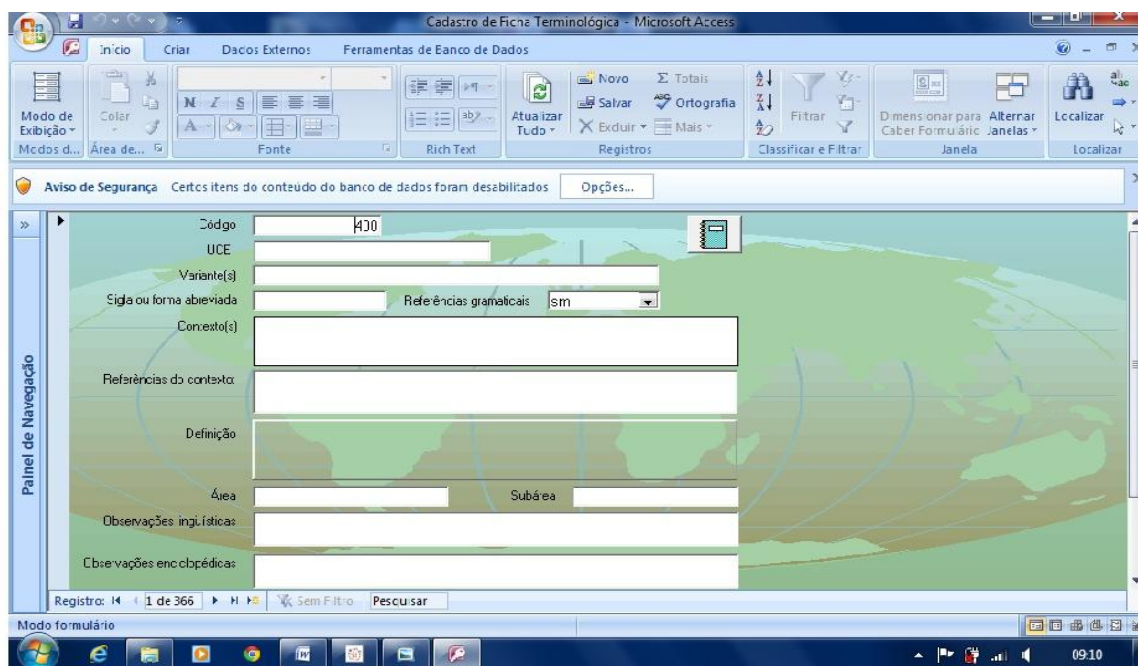 Cadastro de Ficha Terminológica - Microsoft Access
Início Criar Dados Externos Ferramentas de Banco de Dados
Modo de Exibição
Colar
N I S
A
Atualizar Tudo
Novo
Salvar
Excluir
Totais
Ortografia
Mais
Filtrar
Dimensionar para Caber Formulário
Alternar Janelas
Localizar
Modos d... Área de... Fonte Rich Text Registros Classificar e Filtrar Janela Localizar
Aviso de Segurança Certos itens do conteúdo do banco de dados foram desabilitados Opções...
Painel de Navegação
Código 400
UCE
Variante(s)
Sigla ou forma abreviada Referências gramaticais sm
Contexto(s)
Referências do contexto:
Definição
Área Subárea
Observações lingüísticas:
Observações enciclopédicas:
Registro: 1 de 366 Sem Filtro Pesquisar
Modo formulário
09:10